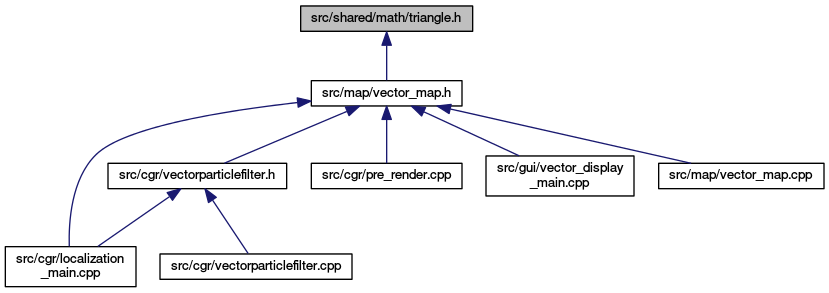 src/shared/math/triangle.h
src/map/vector_map.h
src/cgr/vectorparticlefilter.h
src/cgr/pre_render.cpp
src/gui/vector_display
_main.cpp
src/map/vector_map.cpp
src/cgr/localization
_main.cpp
src/cgr/vectorparticlefilter.cpp